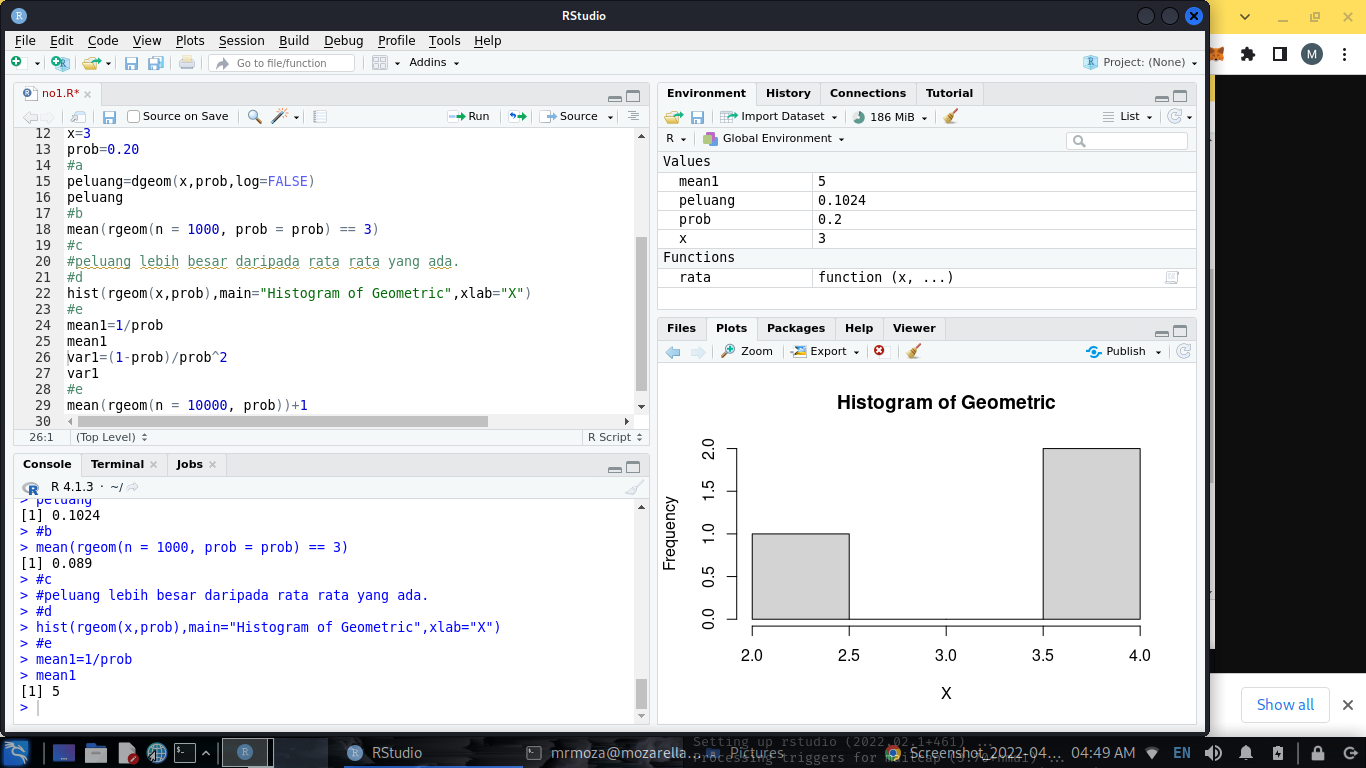 RStudio
File Edit Code View Plots Session Build Debug Profile Tools Help
Go to file/function Addins Project: (None)
no1.R*
Source on Save Run Source
12 x=3
13 prob=0.20
14 #a
15 peluang=dgeom(x,prob,log=FALSE)
16 peluang
17 #b
18 mean(rgeom(n = 1000, prob = prob) == 3)
19 #c
20 #peluang lebih besar daripada rata rata yang ada.
21 #d
22 hist(rgeom(x,prob),main="Histogram of Geometric",xlab="X")
23 #e
24 mean1=1/prob
25 mean1
26 var1=(1-prob)/prob^2
27 var1
28 #e
29 mean(rgeom(n = 10000, prob))+1
30
26:1 (Top Level) R Script
Console Terminal Jobs
R 4.1.3 · ~/
> peluang
[1] 0.1024
> #b
> mean(rgeom(n = 1000, prob = prob) == 3)
[1] 0.089
> #c
> #peluang lebih besar daripada rata rata yang ada.
> #d
> hist(rgeom(x,prob),main="Histogram of Geometric",xlab="X")
> #e
> mean1=1/prob
> mean1
[1] 5
>
Environment History Connections Tutorial
Import Dataset 186 MiB List
R Global Environment
Values
mean1 5
peluang 0.1024
prob 0.2
x 3
Functions
rata function (x, ...)
Files Plots Packages Help Viewer
Zoom Export Publish
Histogram of Geometric
Frequency
2.0
1.5
1.0
0.5
0.0
2.0 2.5 3.0 3.5 4.0
X
M
Show all
RStudio mrmoza@mozarella... Pictures Screenshot_2022-04... 04:49 AM EN
Setting up rstudio (2022.02.1+461) ...